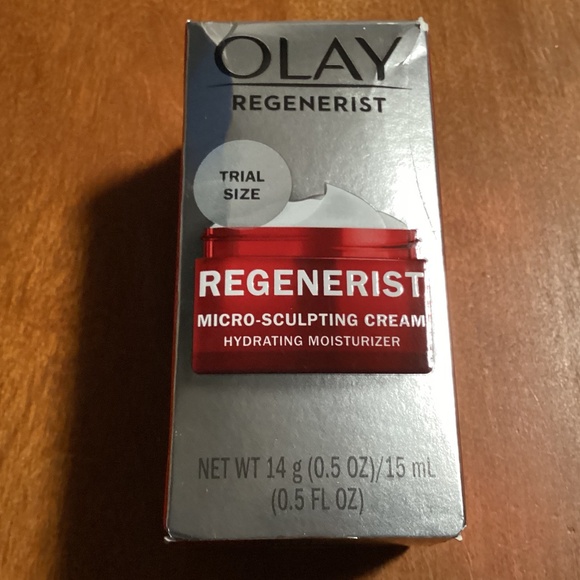 OLAY
REGENERIST
TRIAL
SIZE
REGENERIST
MICRO-SCULPTING CREAM
HYDRATING MOISTURIZER
NET WT 14 g (0.5 OZ)/15 mL
(0.5 FL OZ)